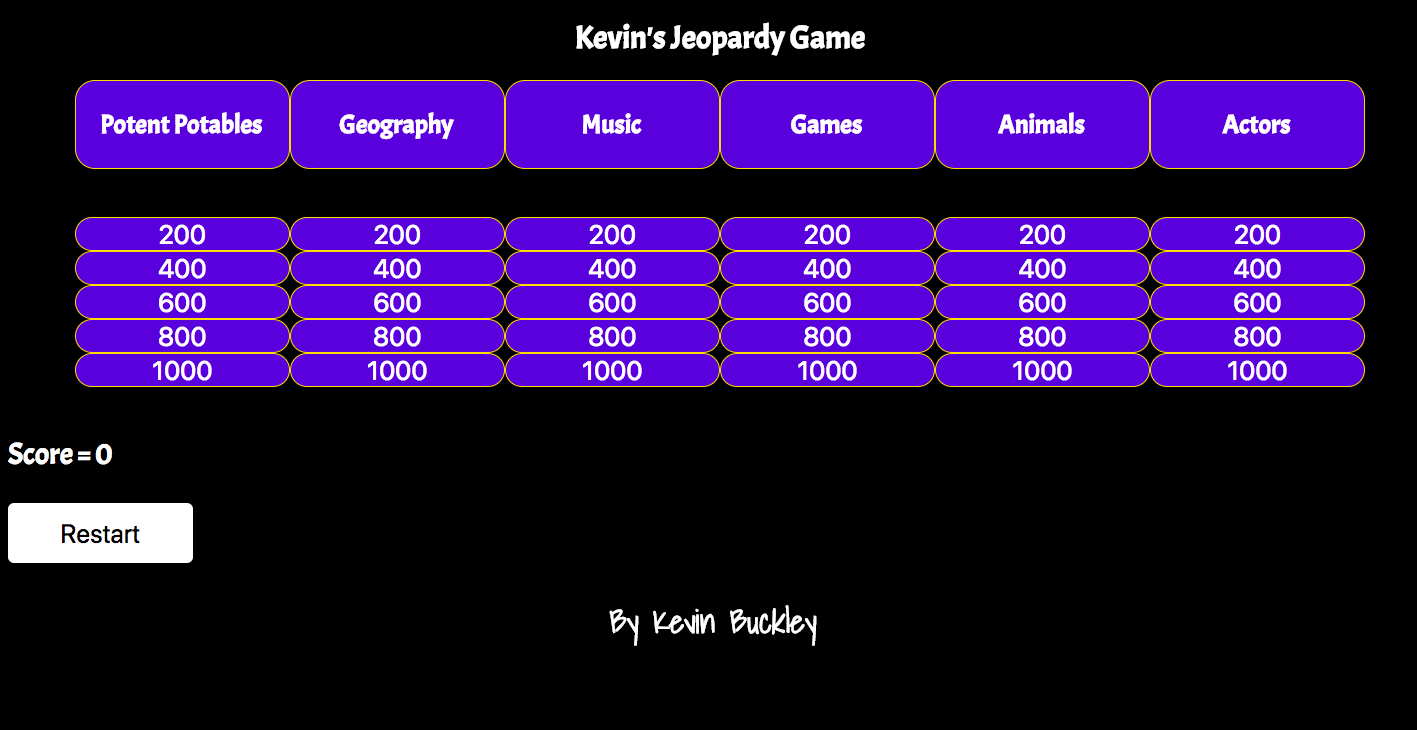 Kevin's Jeopardy Game
Potent Potables Geography Music Games Animals Actors
200 200 200 200 200 200
400 400 400 400 400 400
600 600 600 600 600 600
800 800 800 800 800 800
1000 1000 1000 1000 1000 1000
Score = 0
Restart
By Kevin Buckley